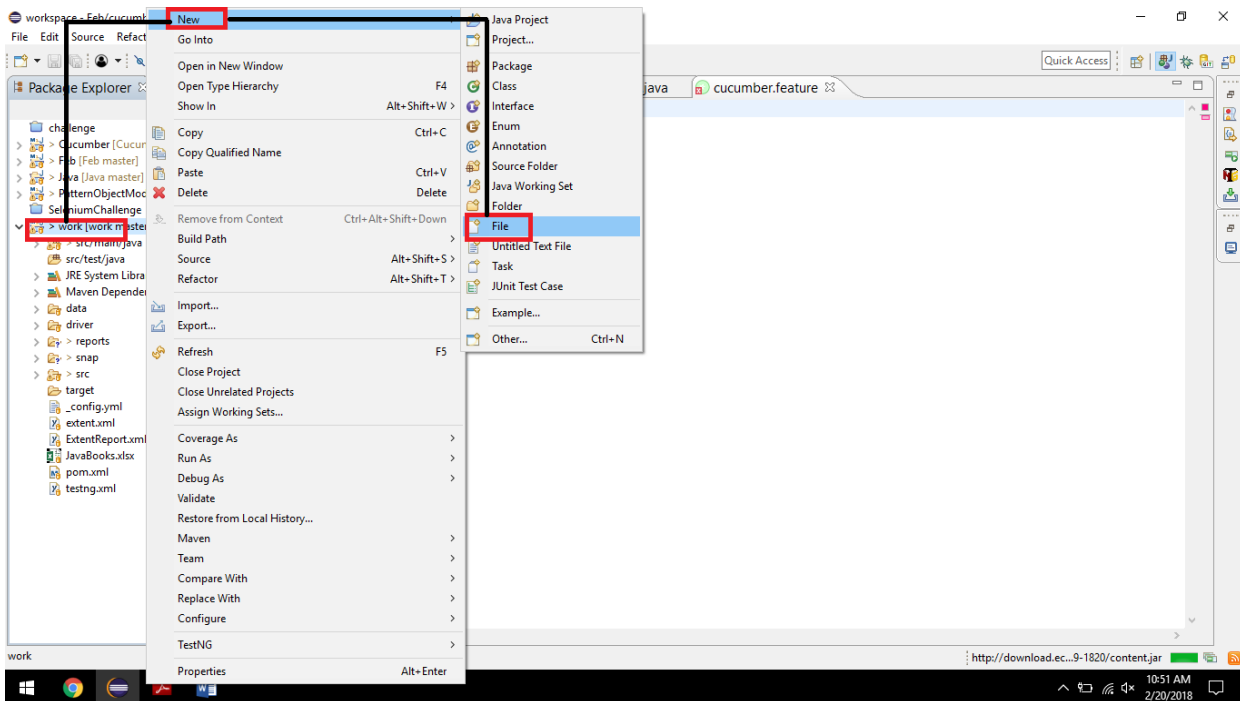 workspace - Feb/cucumb
File Edit Source Refact
Quick Access
Package Explorer
java
cucumber.feature
challenge
> Cucumber [Cucur
> Feb [Feb master]
> Java [Java master]
> PatternObjectMod
SeleniumChallenge
> work [work master
> src/main/java
src/test/java
JRE System Libra
Maven Depender
data
driver
> reports
> snap
> src
target
_config.yml
extent.xml
ExtentReport.xml
JavaBooks.xlsx
pom.xml
testng.xml
New
Go Into
Open in New Window
Open Type Hierarchy F4
Show In Alt+Shift+W >
Copy Ctrl+C
Copy Qualified Name
Paste Ctrl+V
Delete Delete
Remove from Context Ctrl+Alt+Shift+Down
Build Path >
Source Alt+Shift+S >
Refactor Alt+Shift+T >
Import...
Export...
Refresh F5
Close Project
Close Unrelated Projects
Assign Working Sets...
Coverage As >
Run As >
Debug As >
Validate
Restore from Local History...
Maven >
Team >
Compare With >
Replace With >
Configure >
TestNG >
Properties Alt+Enter
Java Project
Project...
Package
Class
Interface
Enum
Annotation
Source Folder
Java Working Set
Folder
File
Untitled Text File
Task
JUnit Test Case
Example...
Other... Ctrl+N
work
http://download.ec...9-1820/content.jar
10:51 AM
2/20/2018